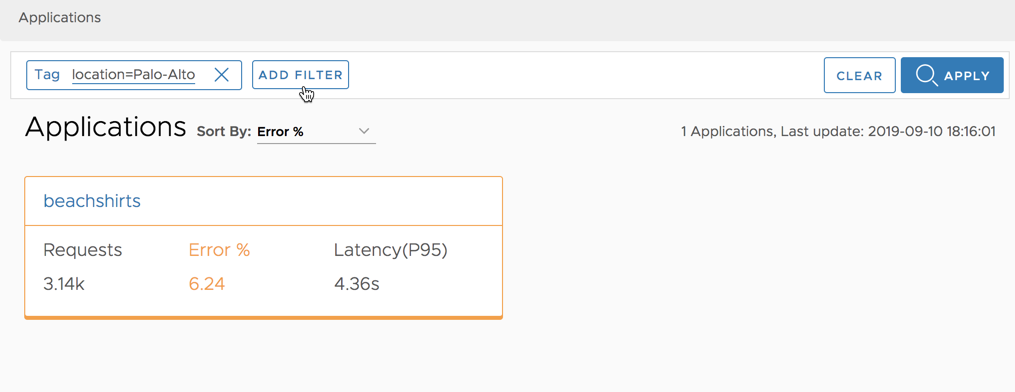 Applications
Tag location=Palo-Alto ADD FILTER CLEAR APPLY
Applications Sort By: Error % 1 Applications, Last update: 2019-09-10 18:16:01
beachshirts
Requests Error % Latency(P95)
3.14k 6.24 4.36s